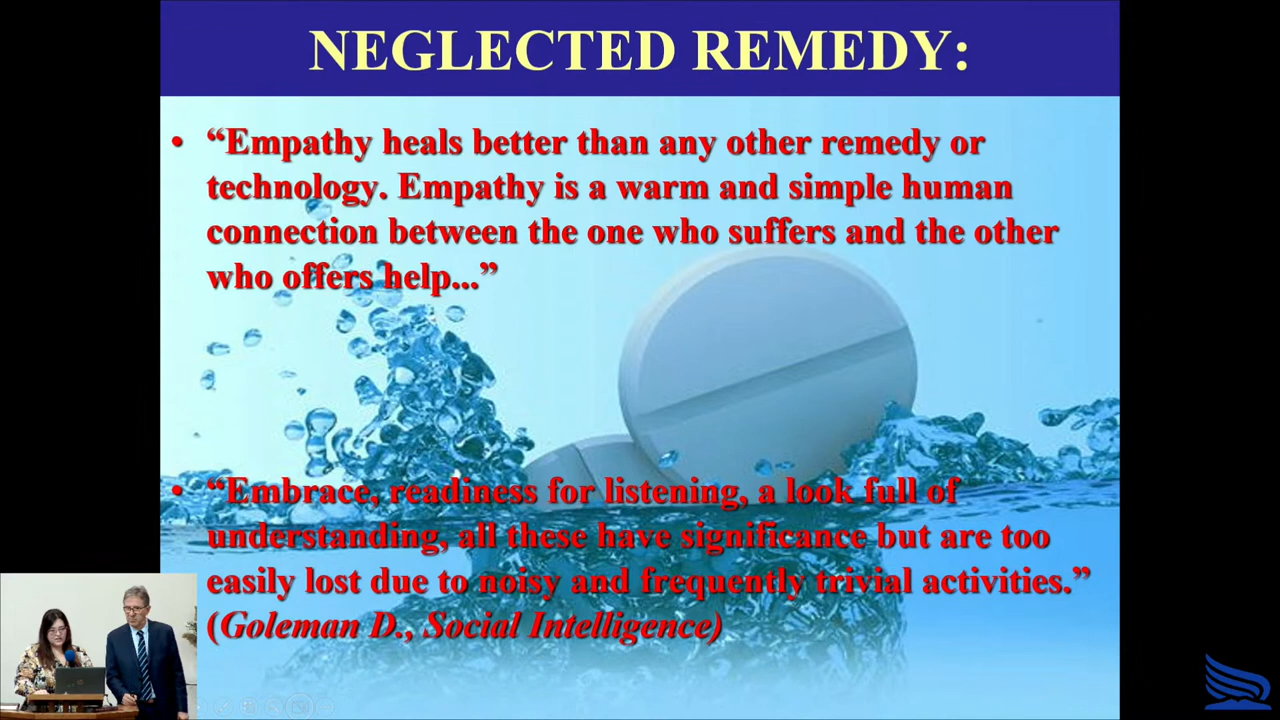 NEGLECTED REMEDY:
• “Empathy heals better than any other remedy or
technology. Empathy is a warm and simple human
connection between the one who suffers and the other
who offers help...”
• “Embrace, readiness for listening, a look full of
understanding, all these have significance but are too
easily lost due to noisy and frequently trivial activities.”
(Goleman D., Social Intelligence)